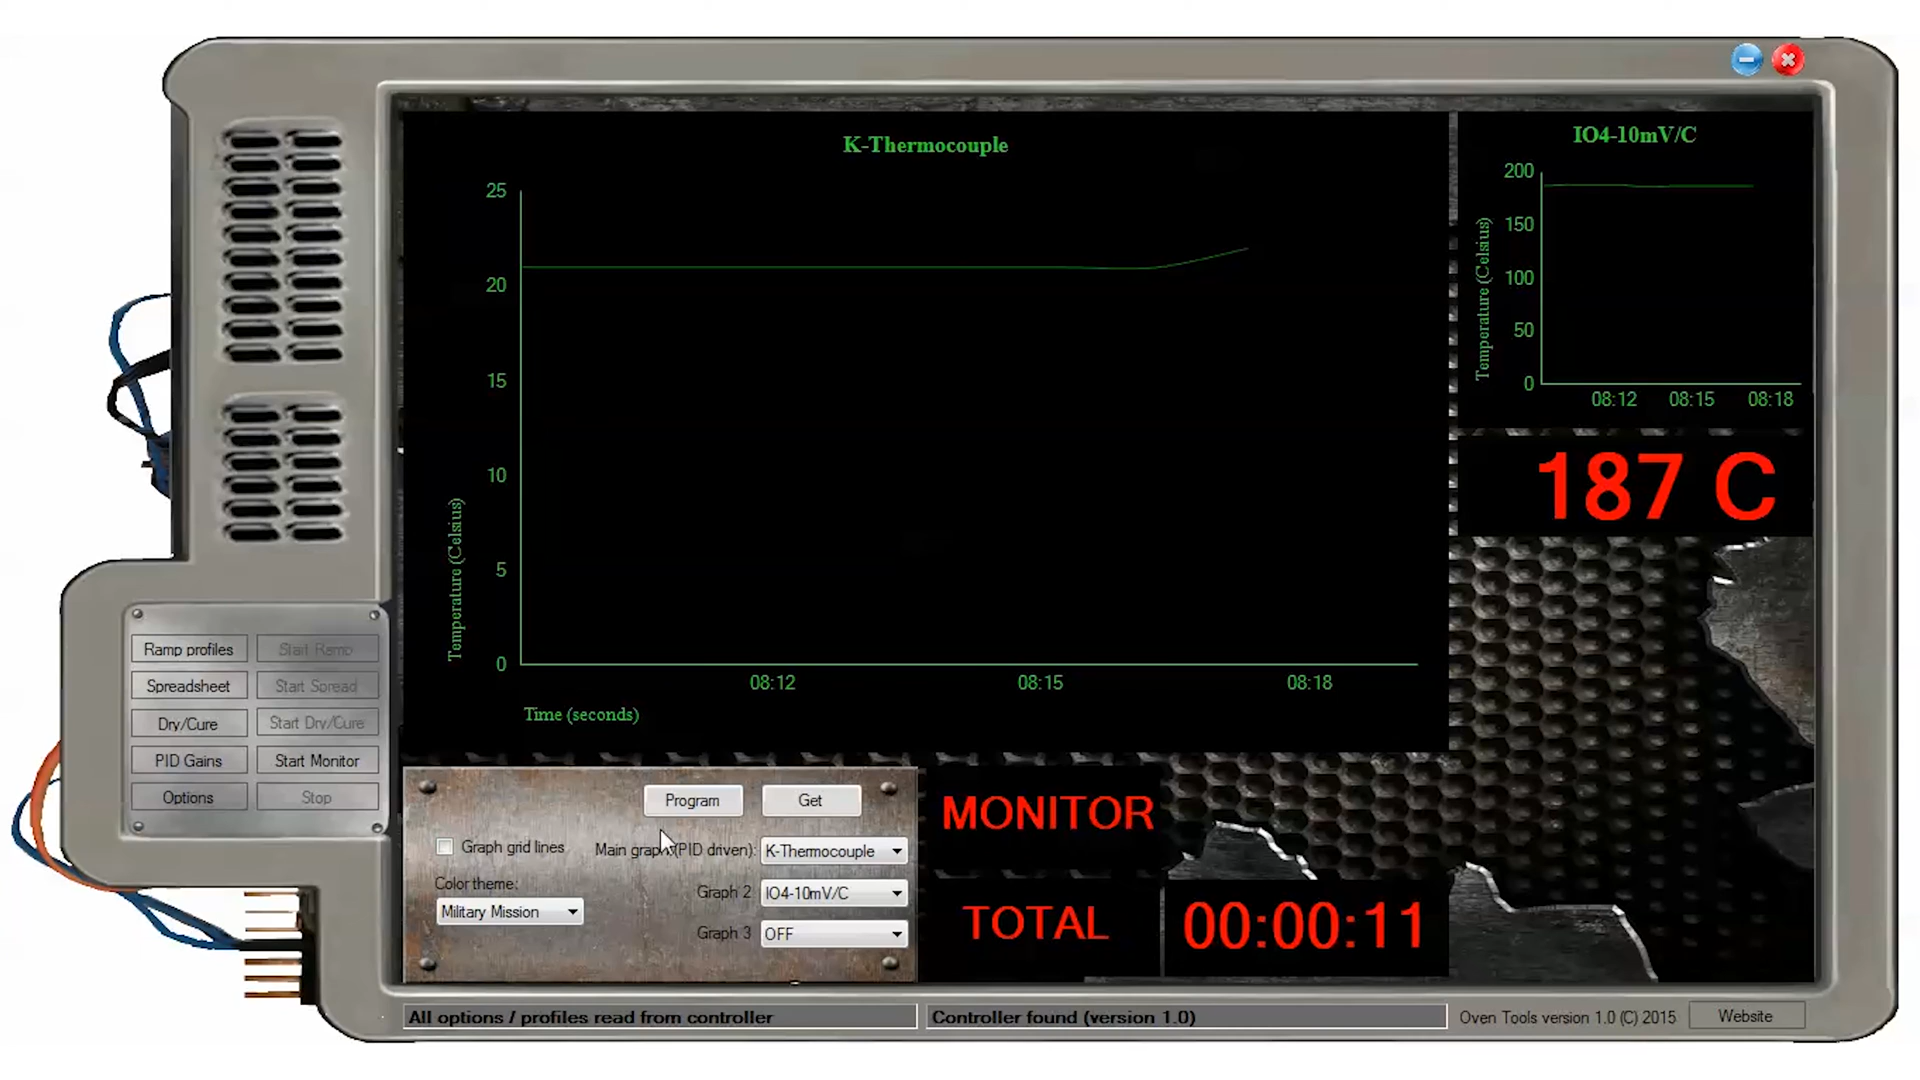 K-Thermocouple
25
20
15
10
5
0
Temperature (Celsius)
08:12 08:15 08:18
Time (seconds)
IO4-10mV/C
200
150
100
50
0
Temperature (Celsius)
08:12 08:15 08:18
187 C
Ramp profiles Start Ramp
Spreadsheet Start Spread
Dry/Cure Start Dry/Cure
PID Gains Start Monitor
Options Stop
Program Get
Graph grid lines
Main graph (PID driven): K-Thermocouple
Color theme:
Military Mission
Graph 2 IO4-10mV/C
Graph 3 OFF
MONITOR
TOTAL 00:00:11
All options / profiles read from controller
Controller found (version 1.0)
Oven Tools version 1.0 (C) 2015
Website